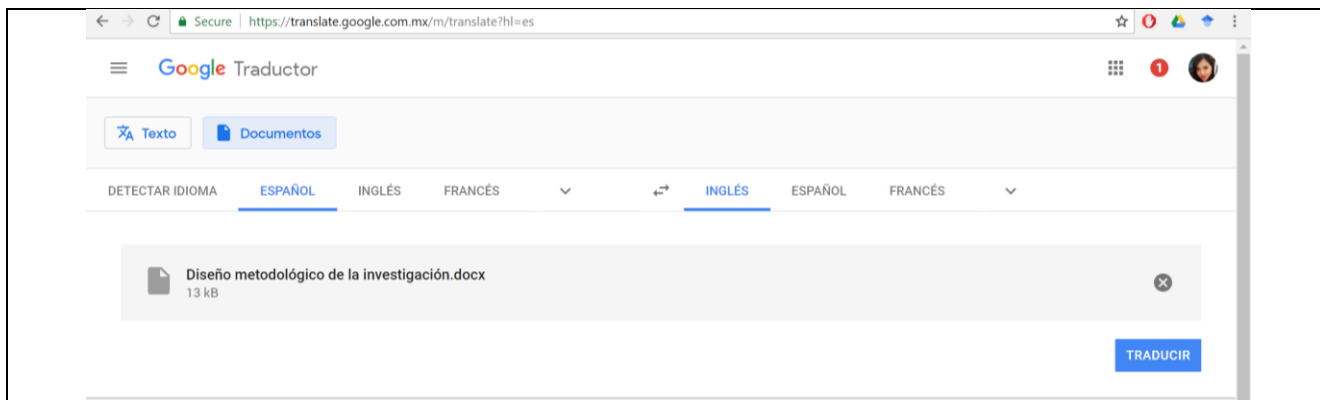 Secure https://translate.google.com.mx/m/translate?hl=es
Google Traductor
1
Texto Documentos
DETECTAR IDIOMA ESPAÑOL INGLÉS FRANCÉS INGLÉS ESPAÑOL FRANCÉS
Diseño metodológico de la investigación.docx
13 kB
TRADUCIR